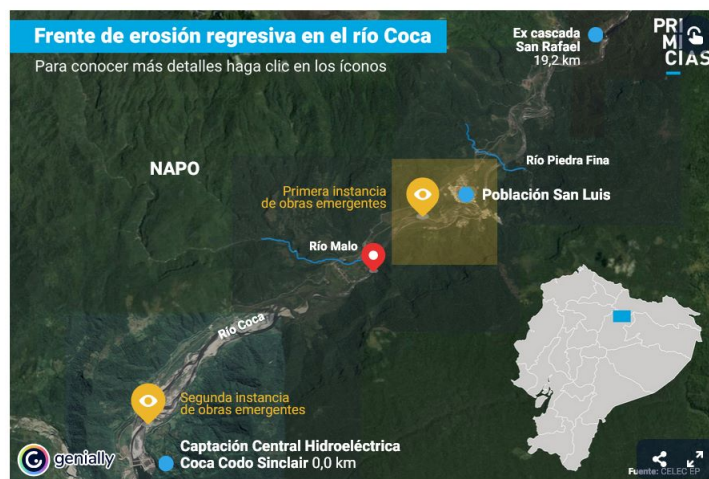 Frente de erosión regresiva en el río Coca
Para conocer más detalles haga clic en los íconos
Ex cascada
San Rafael
19,2 km
PRI
MI
CIAS
NAPO
Río Piedra Fina
Primera instancia
de obras emergentes
Población San Luis
Río Malo
Río Coca
Segunda instancia
de obras emergentes
Captación Central Hidroeléctrica
Coca Codo Sinclair 0,0 km
genially
Fuente: CELEC EP